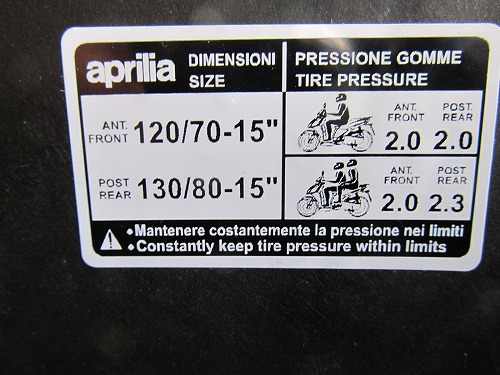 aprilia DIMENSIONI SIZE
PRESSIONE GOMME
TIRE PRESSURE
ANT. FRONT 120/70-15"
POST REAR 130/80-15"
ANT. FRONT POST. REAR
2.0 2.0
ANT. FRONT POST. REAR
2.0 2.3
•Mantenere costantemente la pressione nei limiti
•Constantly keep tire pressure within limits